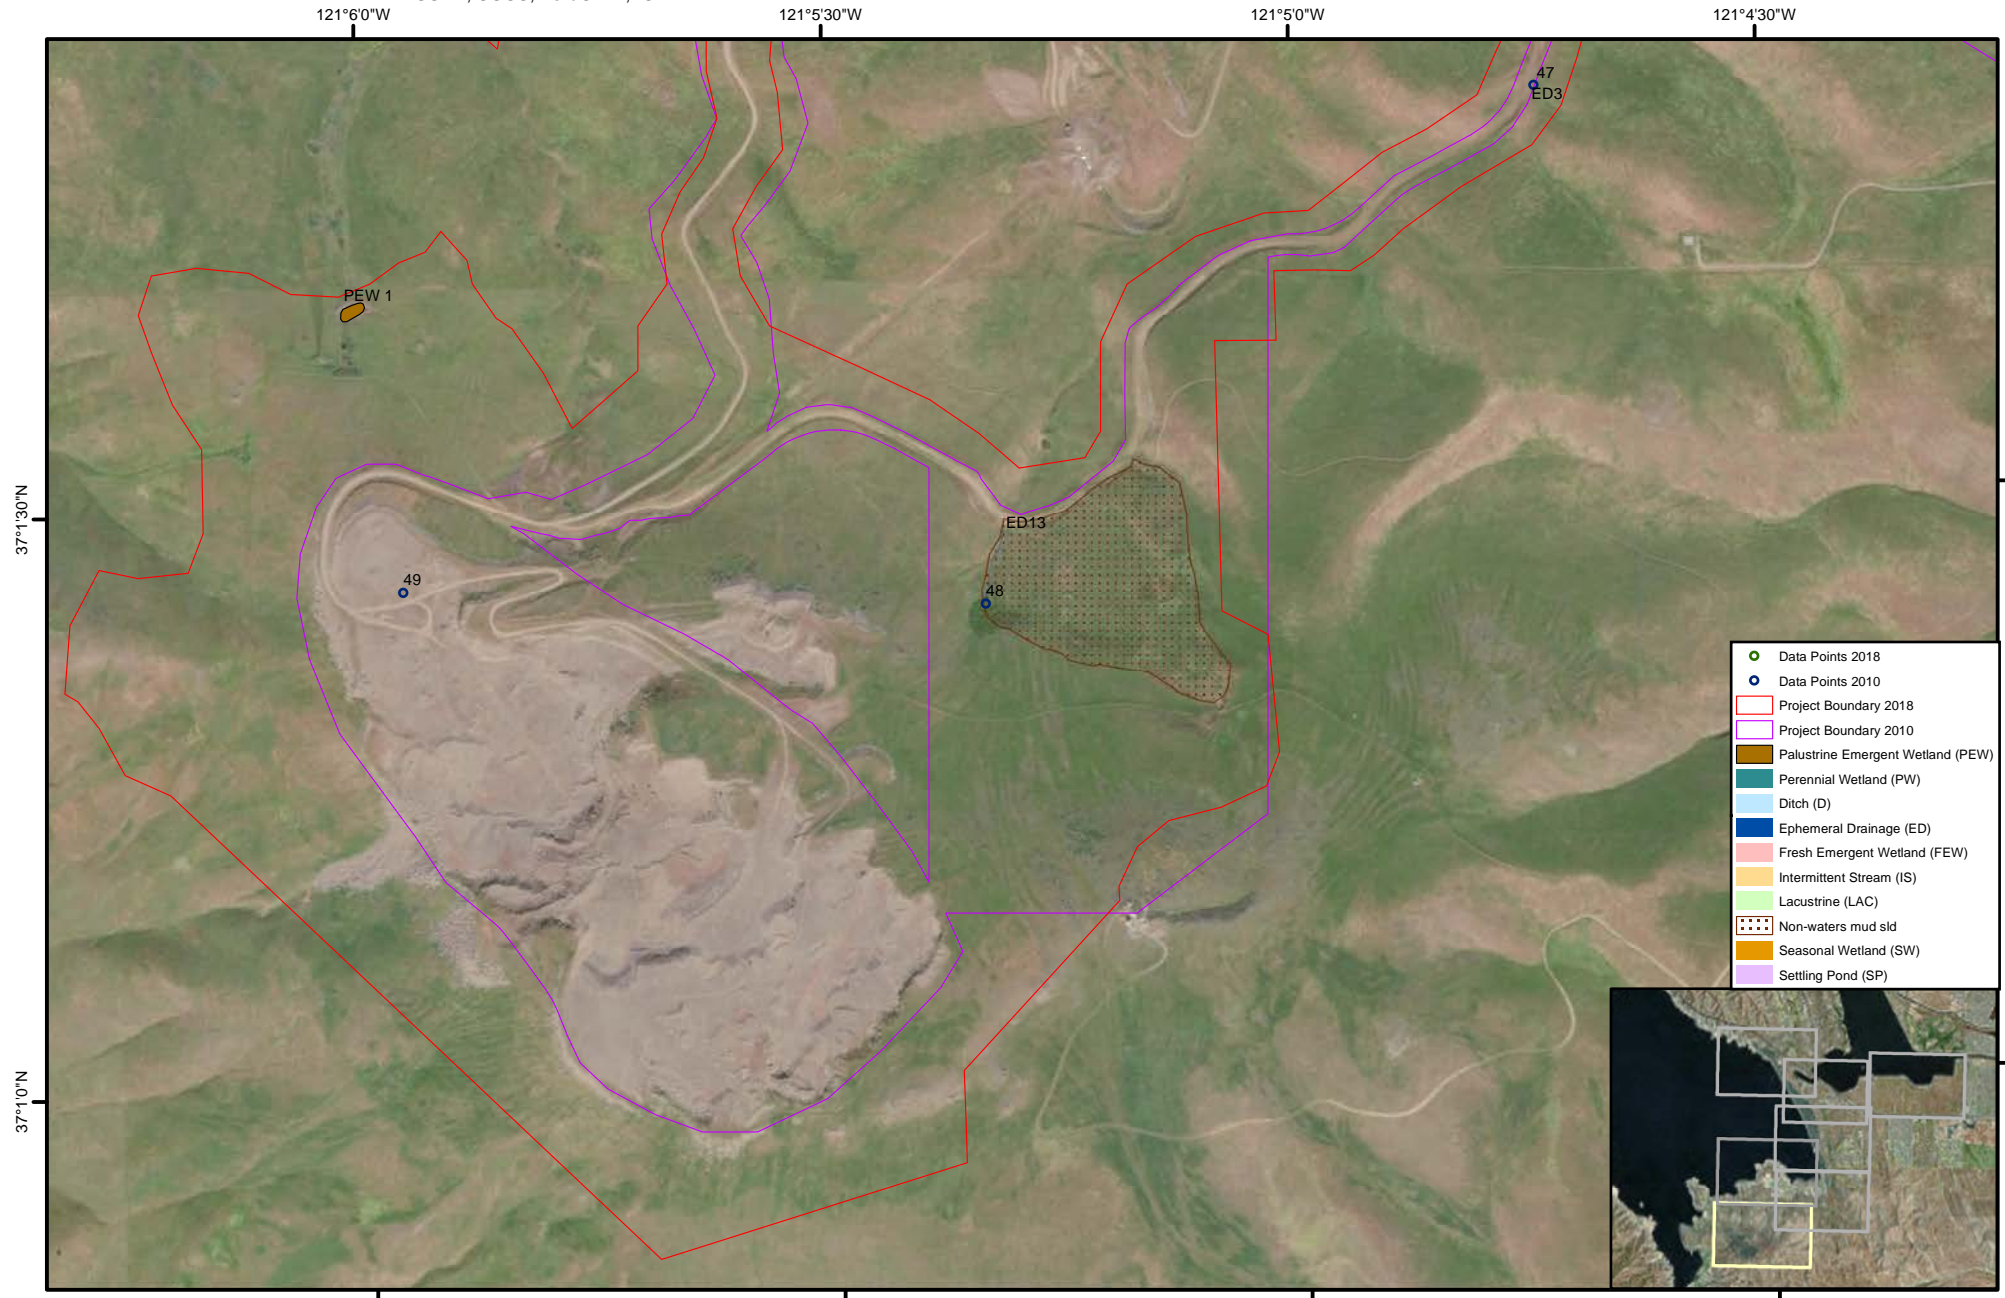 121°6'0"W
121°5'30"W
121°5'0"W
121°4'30"W
47
ED3
PEW 1
37°1'30"N
ED13
49
48
Data Points 2018
Data Points 2010
Project Boundary 2018
Project Boundary 2010
Palustrine Emergent Wetland (PEW)
Perennial Wetland (PW)
Ditch (D)
Ephemeral Drainage (ED)
Fresh Emergent Wetland (FEW)
Intermittent Stream (IS)
Lacustrine (LAC)
Non-waters mud sld
Seasonal Wetland (SW)
Settling Pond (SP)
37°1'0"N